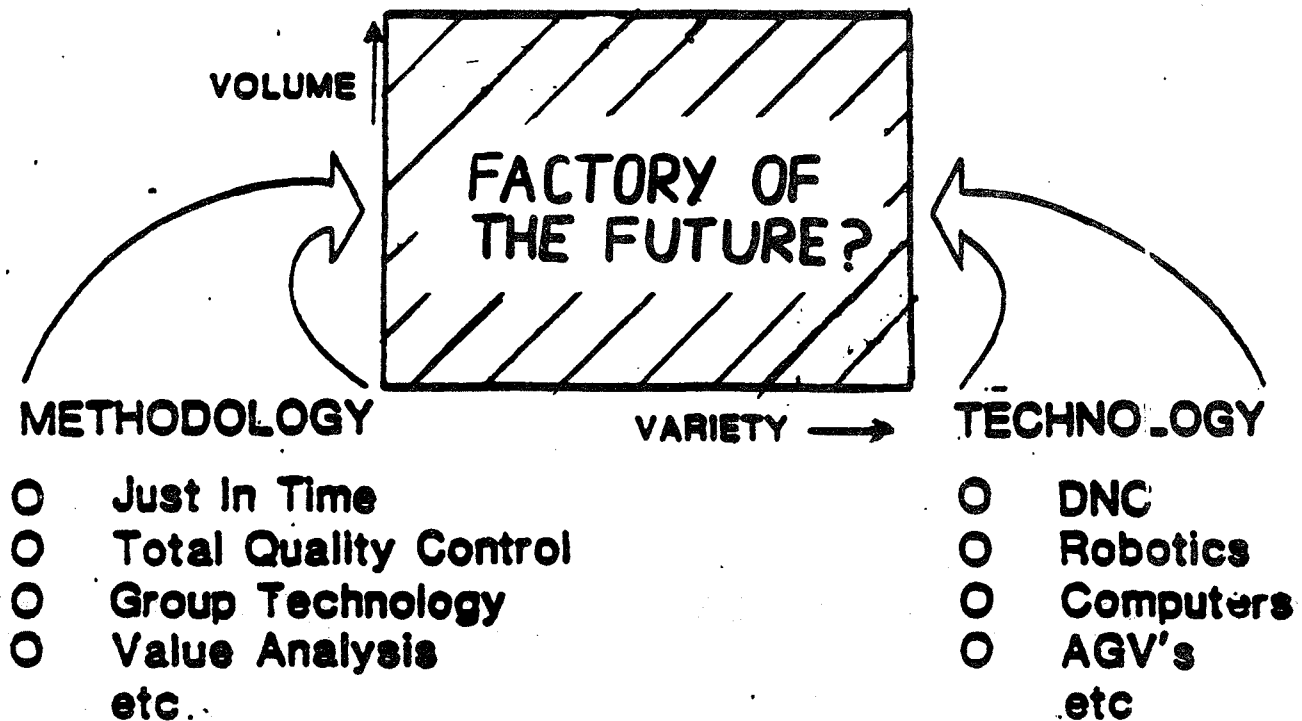 VOLUME
FACTORY OF
THE FUTURE?
VARIETY
METHODOLOGY
O Just In Time
O Total Quality Control
O Group Technology
O Value Analysis
etc.
TECHNOLOGY
O DNC
O Robotics
O Computers
O AGV's
etc